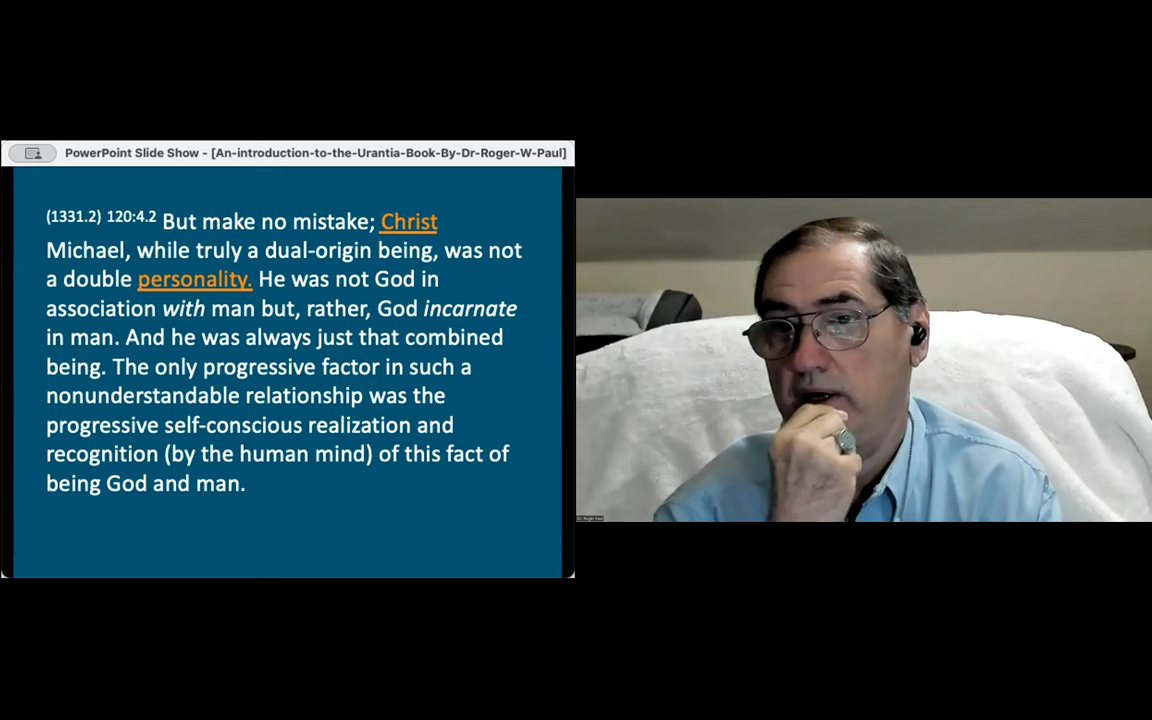 PowerPoint Slide Show - [An-introduction-to-the-Urantia-Book-By-Dr-Roger-W-Paul]
(1331.2) 120:4.2 But make no mistake; Christ
Michael, while truly a dual-origin being, was not
a double personality. He was not God in
association with man but, rather, God incarnate
in man. And he was always just that combined
being. The only progressive factor in such a
nonunderstandable relationship was the
progressive self-conscious realization and
recognition (by the human mind) of this fact of
being God and man.
Dr. Roger Paul